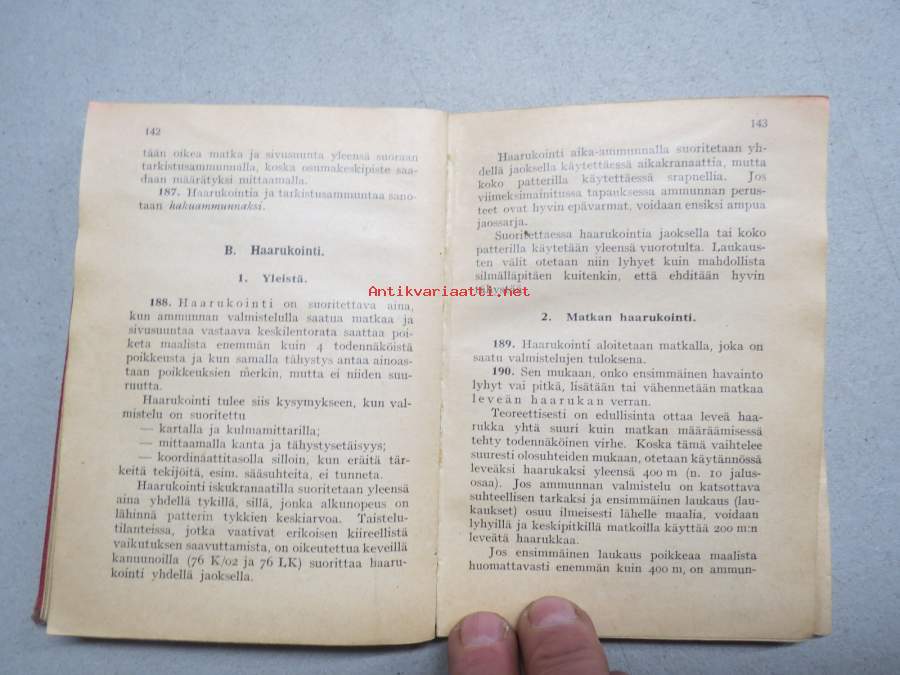 142
tään oikea matka ja sivusuunta yleensä suoraan
tarkistusammunnalla, koska osumakeskipiste saa-
daan määrätyksi mittaamalla.
187. Haarukointia ja tarkistusammuntaa sano-
taan hakuammunnaksi.
B. Haarukointi.
1. Yleistä.
188. Haarukointi on suoritettava aina,
kun ammunnan valmistelulla saatua matkaa ja
sivusuuntaa vastaava keskilentorata saattaa poi-
keta maalista enemmän kuin 4 todennäköistä
poikkeusta ja kun samalla tähystys antaa ainoas-
taan poikkeuksien merkin, mutta ei niiden suu-
ruutta.
Haarukointi tulee siis kysymykseen, kun val-
mistelu on suoritettu
— kartalla ja kulmamittarilla;
— mittaamalla kanta ja tähystysetäisyys;
— koordinaattitasolla silloin, kun eräitä tär-
keitä tekijöitä, esim. sääsuhteita, ei tunneta.
Haarukointi iskukranaatilla suoritetaan yleensä
aina yhdellä tykillä, sillä, jonka alkunopeus on
lähinnä patterin tykkien keskiarvoa. Taistelu-
tilanteissa, jotka vaativat erikoisen kiireellistä
vaikutuksen saavuttamista, on oikeutettua keveillä
kanuunoilla (76 K/02 ja 76 LK) suorittaa haaru-
kointi yhdellä jaoksella.
143
Haarukointi aika-ammunnalla suoritetaan yh-
dellä jaoksella käytettäessä aikakranaattia, mutta
koko patterilla käytettäessä srapnellia. Jos
viimeksimainitussa tapauksessa ammunnan perus-
teet ovat hyvin epävarmat, voidaan ensiksi ampua
jaossarja.
Suoritettaessa haarukointia jaoksella tai koko
patterilla käytetään yleensä vuorotulta. Laukaus-
ten välit otetaan niin lyhyet kuin mahdollista
silmälläpitäen kuitenkin, että ehditään hyvin
tähystää.
Antikvariaatti.net
2. Matkan haarukointi.
189. Haarukointi aloitetaan matkalla, joka on
saatu valmistelujen tuloksena.
190. Sen mukaan, onko ensimmäinen havainto
lyhyt vai pitkä, lisätään tai vähennetään matkaa
leveän haarukan verran.
Teoreettisesti on edullisinta ottaa leveä haa-
rukka yhtä suuri kuin matkan määräämisessä
tehty todennäköinen virhe. Koska tämä vaihtelee
suuresti olosuhteiden mukaan, otetaan käytännössä
leveäksi haarukaksi yleensä 400 m (n. 10 jalus-
osaa). Jos ammunnan valmistelu on katsottava
suhteellisen tarkaksi ja ensimmäinen laukaus (lau-
kaukset) osuu ilmeisesti lähelle maalia, voidaan
lyhyillä ja keskipitkillä matkoilla käyttää 200 m:n
leveätä haarukkaa.
Jos ensimmäinen laukaus poikkeaa maalista
huomattavasti enemmän kuin 400 m, on ammun-